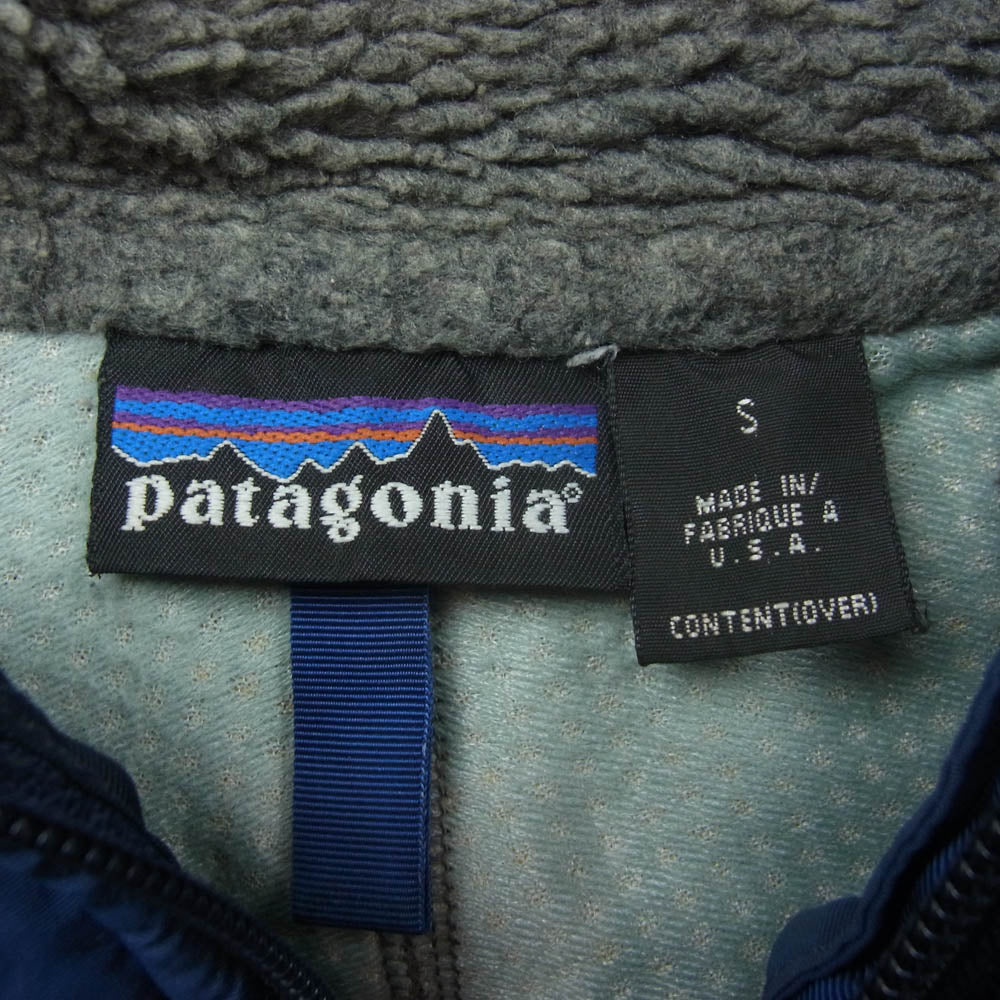 patagonia®
S
MADE IN/
FABRIQUE A
U.S.A.
CONTENT(OVER)